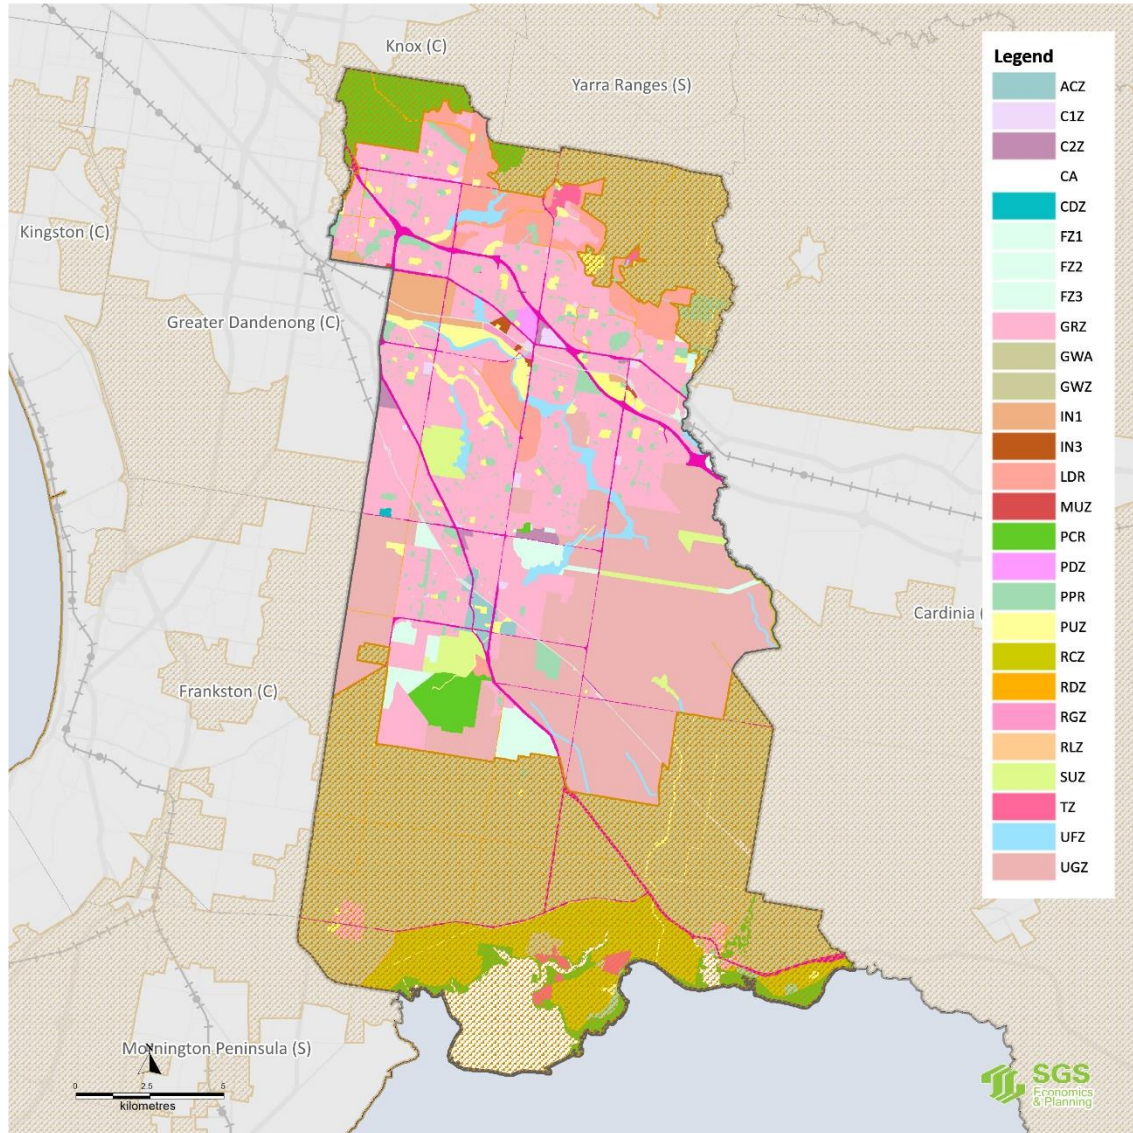 Knox (C)
Yarra Ranges (S)
Kingston (C)
Greater Dandenong (C)
Cardinia (
Frankston (C)
Mornington Peninsula (S)
N
0 2.5 5
kilometres
Legend
ACZ
C1Z
C2Z
CA
CDZ
FZ1
FZ2
FZ3
GRZ
GWA
GWZ
IN1
IN3
LDR
MUZ
PCR
PDZ
PPR
PUZ
RCZ
RDZ
RGZ
RLZ
SUZ
TZ
UFZ
UGZ
SGS
Economics
& Planning